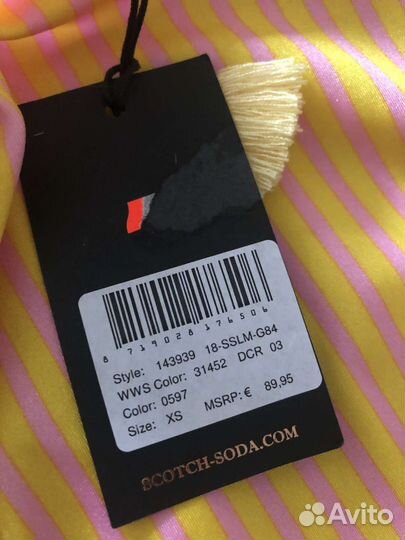 8 719028 176506
Style: 143939 18-SSLM-G84
WWS Color: 31452 DCR 03
Color: 0597
Size: XS MSRP: € 89,95
SCOTCH-SODA.COM
Avito